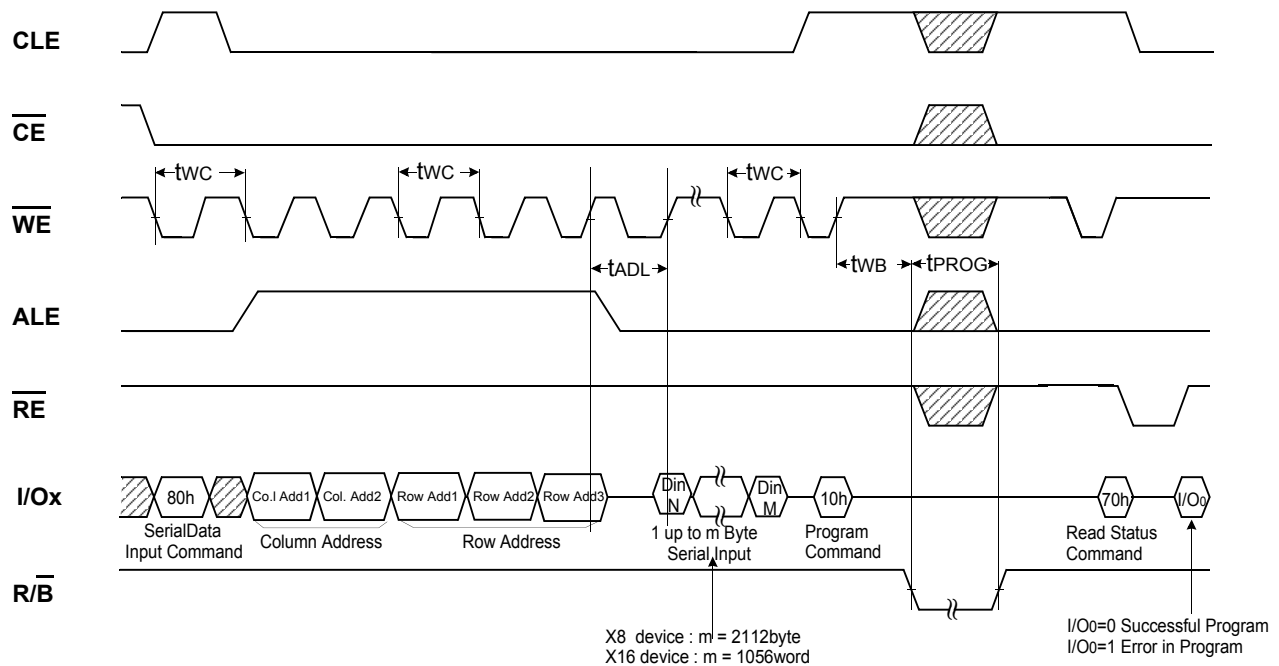 CLE
CE
tWC tWC tWC
WE
tADL tWB tPROG
ALE
RE
I/Ox 80h Co.l Add1 Col. Add2 Row Add1 Row Add2 Row Add3 Din N Din M 10h 70h I/O0
SerialData Input Command
Column Address
Row Address
1 up to m Byte
Serial Input
Program
Command
Read Status
Command
R/B
X8 device : m = 2112byte
X16 device : m = 1056word
I/O0=0 Successful Program
I/O0=1 Error in Program